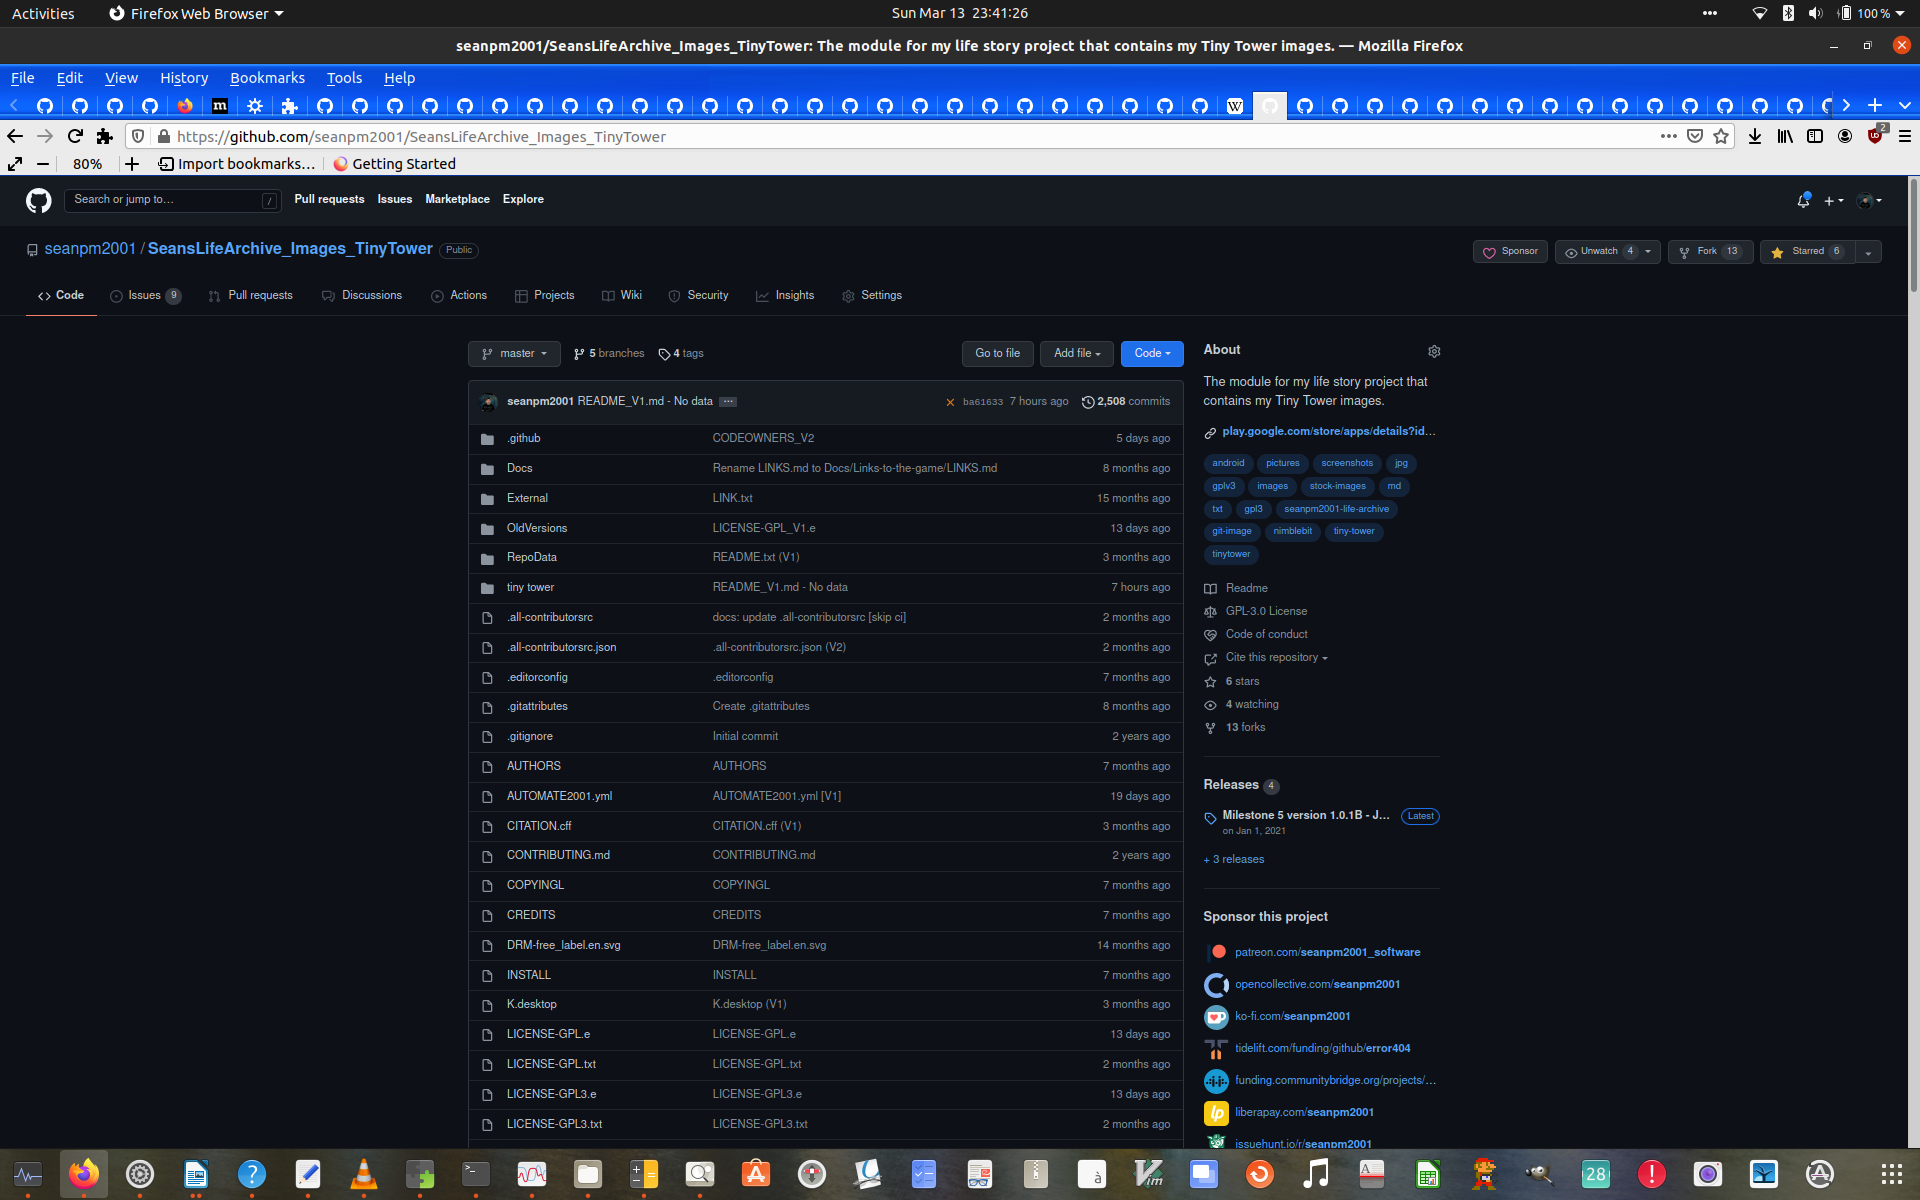 Activities
Firefox Web Browser
Sun Mar 13 23:41:26
100 %
seanpm2001/SeansLifeArchive_Images_TinyTower: The module for my life story project that contains my Tiny Tower images. — Mozilla Firefox
File Edit View History Bookmarks Tools Help
https://github.com/seanpm2001/SeansLifeArchive_Images_TinyTower
2
80%
Import bookmarks...
Getting Started
Search or jump to...
/
Pull requests Issues Marketplace Explore
seanpm2001 / SeansLifeArchive_Images_TinyTower Public
Sponsor
Unwatch 4
Fork 13
Starred 6
Code
Issues 9
Pull requests
Discussions
Actions
Projects
Wiki
Security
Insights
Settings
master
5 branches
4 tags
Go to file
Add file
Code
seanpm2001 README_V1.md - No data
ba61633 7 hours ago
2,508 commits
.github CODEOWNERS_V2 5 days ago
Docs Rename LINKS.md to Docs/Links-to-the-game/LINKS.md 8 months ago
External LINK.txt 15 months ago
OldVersions LICENSE-GPL_V1.e 13 days ago
RepoData README.txt (V1) 3 months ago
tiny tower README_V1.md - No data 7 hours ago
.all-contributorsrc docs: update .all-contributorsrc [skip ci] 2 months ago
.all-contributorsrc.json .all-contributorsrc.json (V2) 2 months ago
.editorconfig .editorconfig 7 months ago
.gitattributes Create .gitattributes 8 months ago
.gitignore Initial commit 2 years ago
AUTHORS AUTHORS 7 months ago
AUTOMATE2001.yml AUTOMATE2001.yml [V1] 19 days ago
CITATION.cff CITATION.cff (V1) 3 months ago
CONTRIBUTING.md CONTRIBUTING.md 2 years ago
COPYINGL COPYINGL 7 months ago
CREDITS CREDITS 7 months ago
DRM-free_label.en.svg DRM-free_label.en.svg 14 months ago
INSTALL INSTALL 7 months ago
K.desktop K.desktop (V1) 3 months ago
LICENSE-GPL.e LICENSE-GPL.e 13 days ago
LICENSE-GPL.txt LICENSE-GPL.txt 2 months ago
LICENSE-GPL3.e LICENSE-GPL3.e 13 days ago
LICENSE-GPL3.txt LICENSE-GPL3.txt 2 months ago
About
The module for my life story project that
contains my Tiny Tower images.
play.google.com/store/apps/details?id...
android pictures screenshots jpg
gplv3 images stock-images md
txt gpl3 seanpm2001-life-archive
git-image nimblebit tiny-tower
tinytower
Readme
GPL-3.0 License
Code of conduct
Cite this repository
6 stars
4 watching
13 forks
Releases 4
Milestone 5 version 1.0.1B - J... Latest
on Jan 1, 2021
+ 3 releases
Sponsor this project
patreon.com/seanpm2001_software
opencollective.com/seanpm2001
ko-fi.com/seanpm2001
tidelift.com/funding/github/error404
funding.communitybridge.org/projects/...
liberapay.com/seanpm2001
issuehunt.io/r/seanpm2001
28